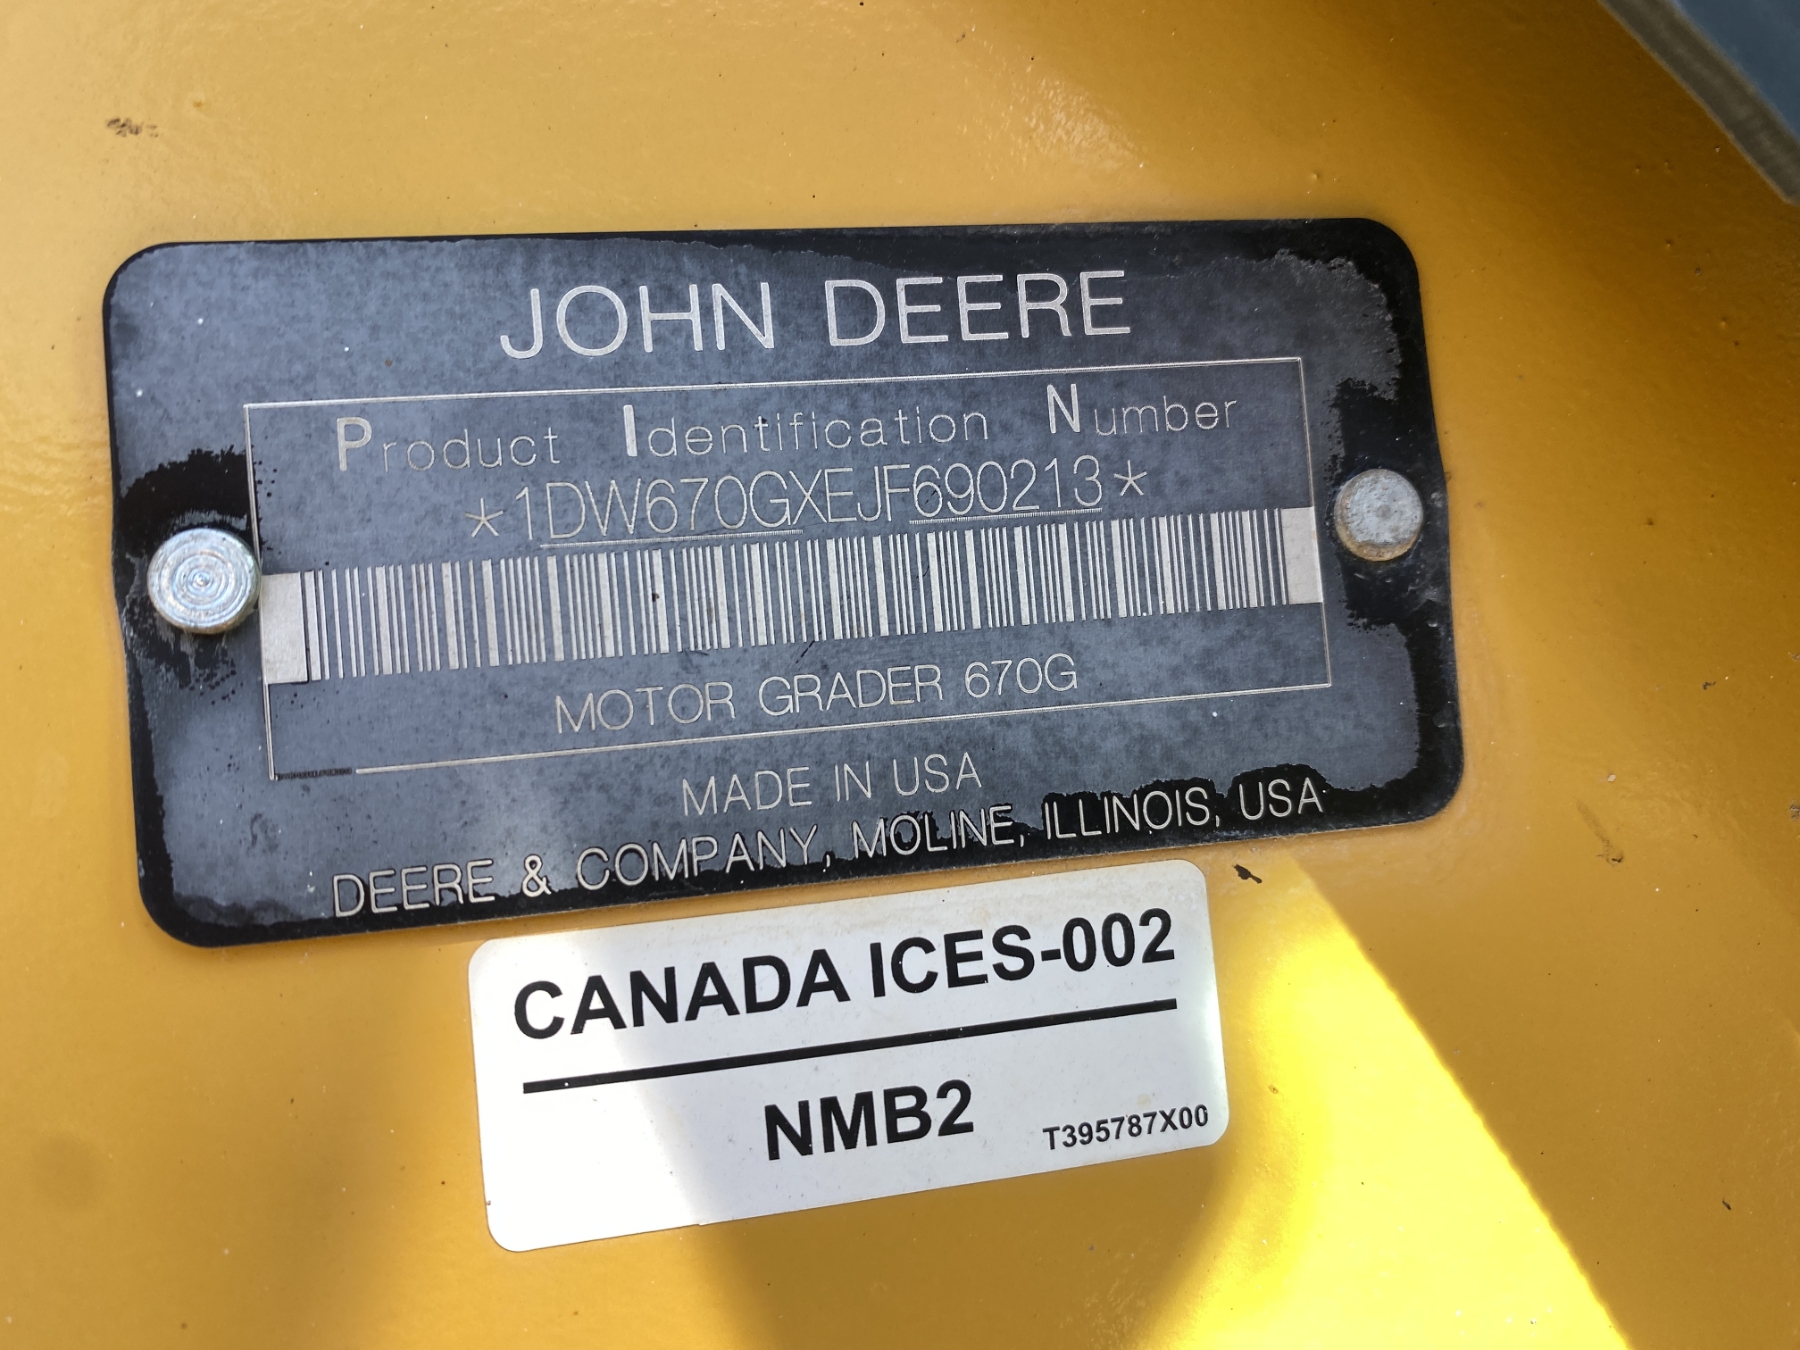 JOHN DEERE
Product Identification Number
*1DW670GXEJF690213*
MOTOR GRADER 670G
MADE IN USA
DEERE & COMPANY, MOLINE, ILLINOIS, USA
CANADA ICES-002
NMB2
T395787X00